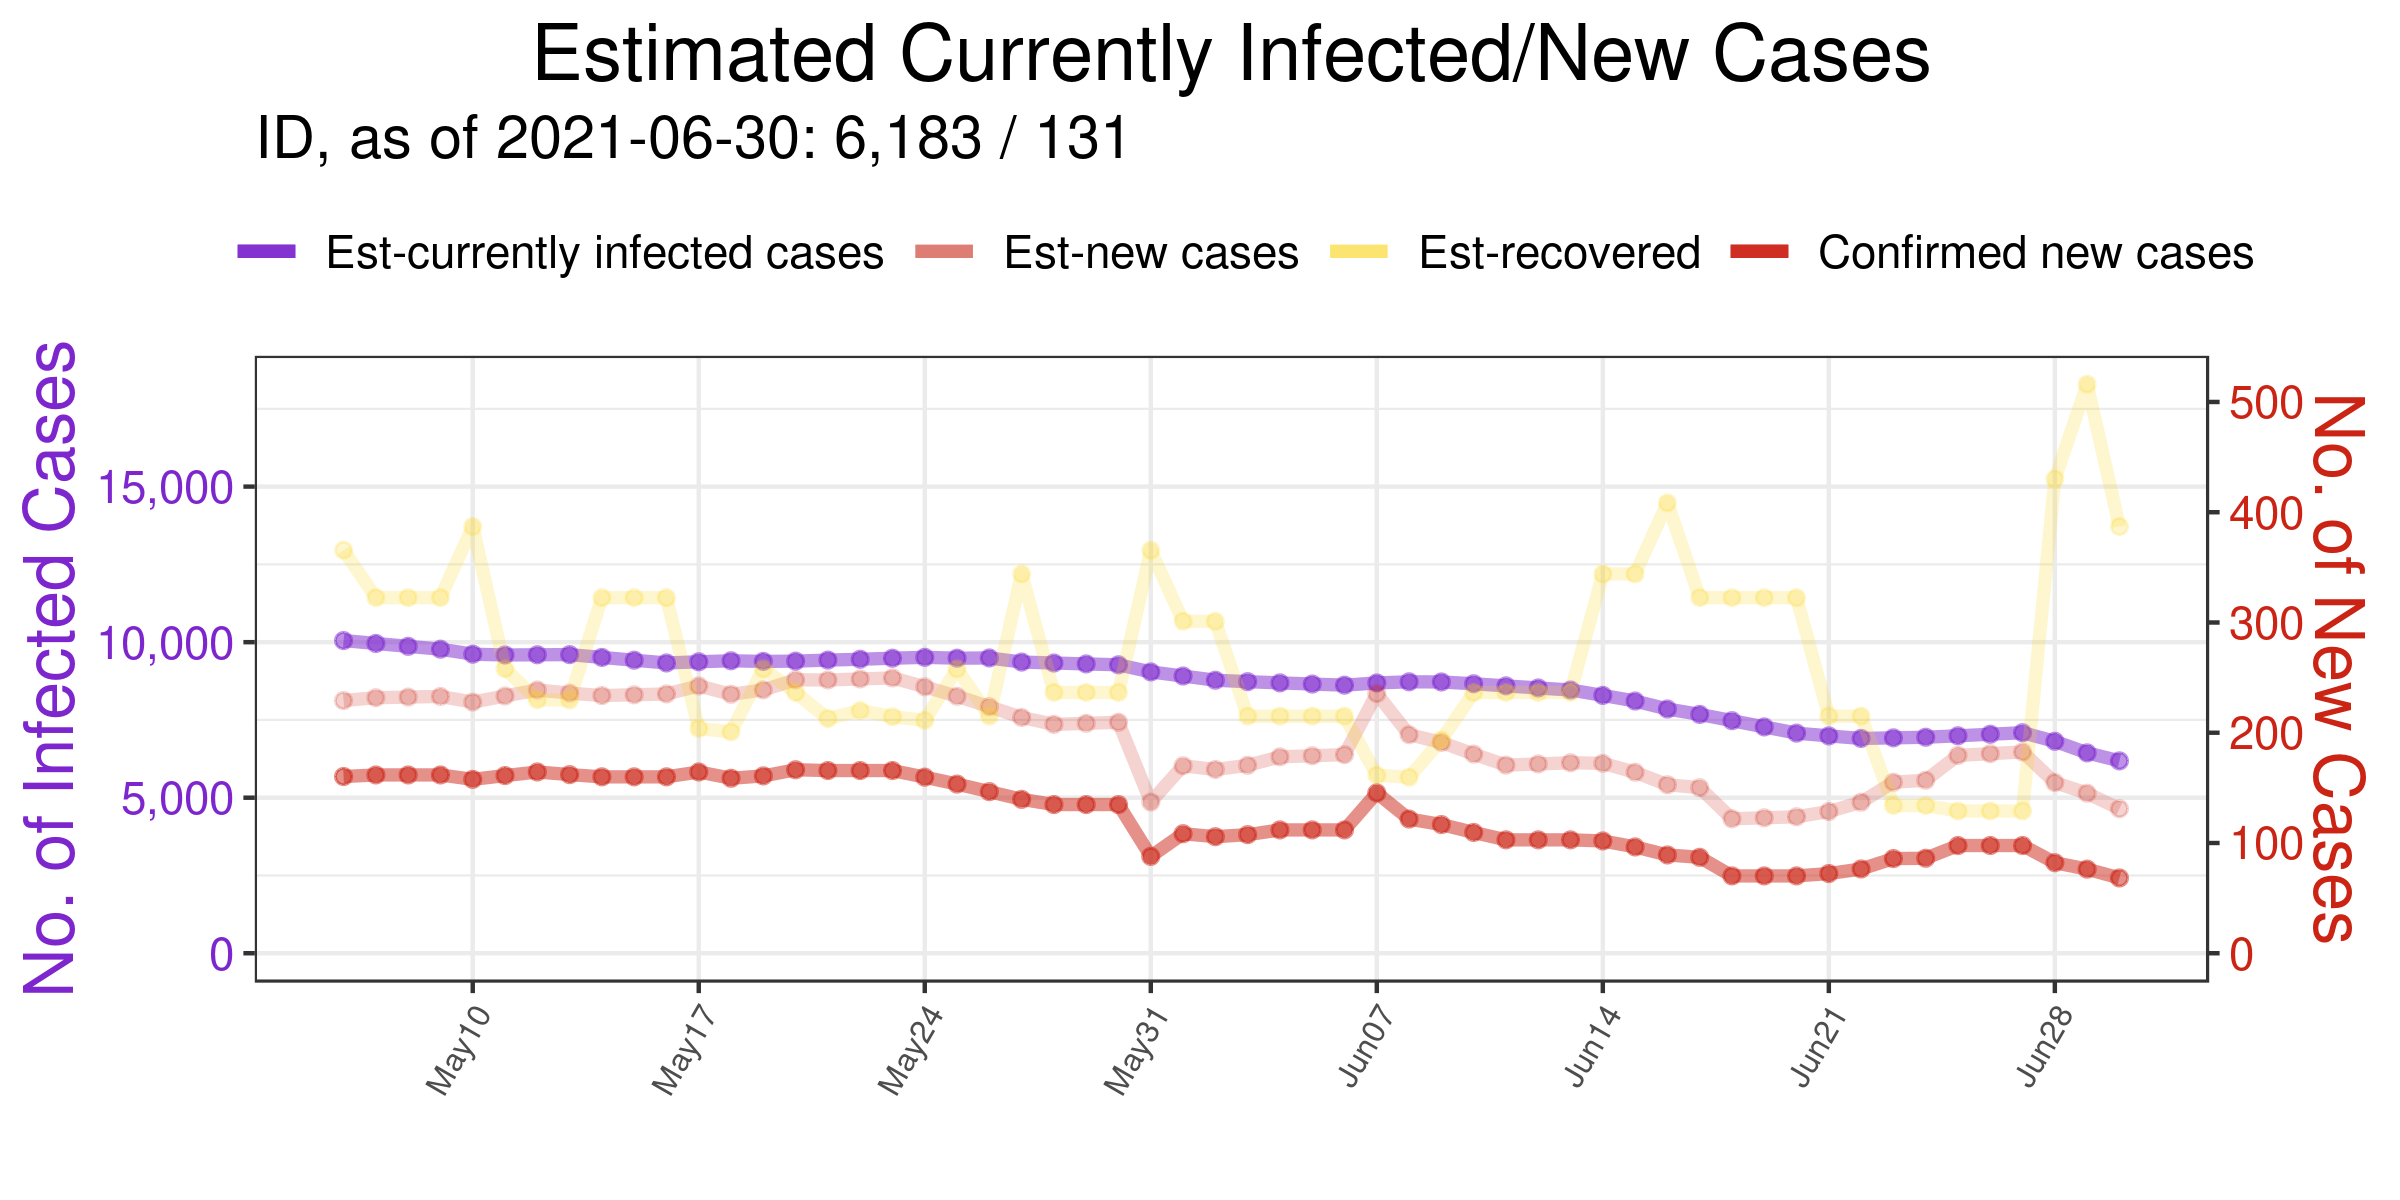 Estimated Currently Infected/New Cases
ID, as of 2021-06-30: 6,183 / 131
Est-currently infected cases
Est-new cases
Est-recovered
Confirmed new cases
No. of Infected Cases
15,000
10,000
5,000
0
500
400
300
200
100
0
No. of New Cases
May10
May17
May24
May31
Jun07
Jun14
Jun21
Jun28